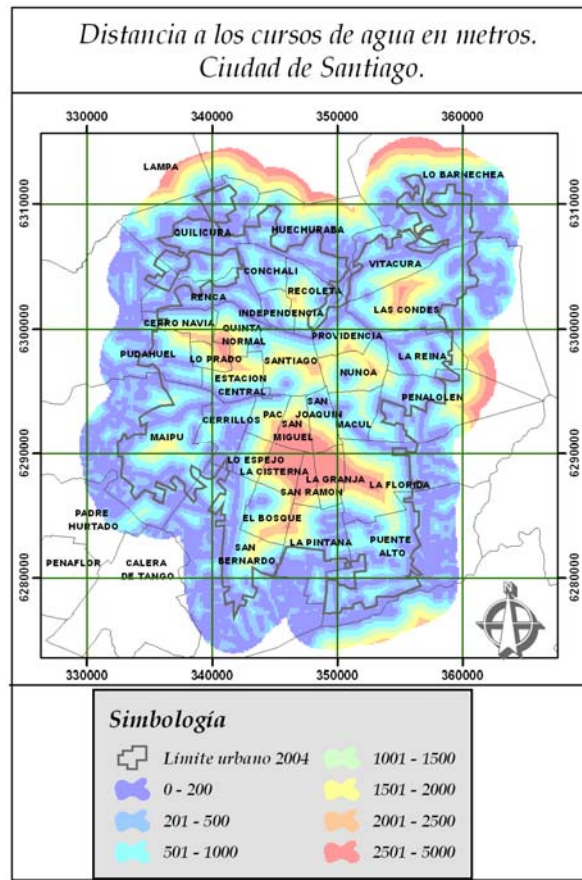 Distancia a los cursos de agua en metros.
Ciudad de Santiago.
330000 340000 350000 360000
LAMPA
LO BARNECHEA
6310000 6310000
QUILICURA
HUECHURABA
VITACURA
CONCHALI
RECOLETA
RENCA
INDEPENDENCIA
LAS CONDES
CERRO NAVIA
6300000 6300000
QUINTA
NORMAL
PROVIDENCIA
PUDAHUEL
LO PRADO
SANTIAGO
LA REINA
ÑUNOA
ESTACION
CENTRAL
PENALOLEN
SAN
JOAQUIN
CERRILLOS
PAC
MACUL
SAN
MIGUEL
MAIPU
6290000 6290000
LO ESPEJO
LA CISTERNA
LA GRANJA
LA FLORIDA
SAN RAMON
PADRE
HURTADO
EL BOSQUE
LA PINTANA
PUENTE
ALTO
SAN
BERNARDO
PENAFLOR
CALERA
DE TANGO
6280000 6280000
N
330000 340000 350000 360000
Simbología
Límite urbano 2004
0 - 200
201 - 500
501 - 1000
1001 - 1500
1501 - 2000
2001 - 2500
2501 - 5000